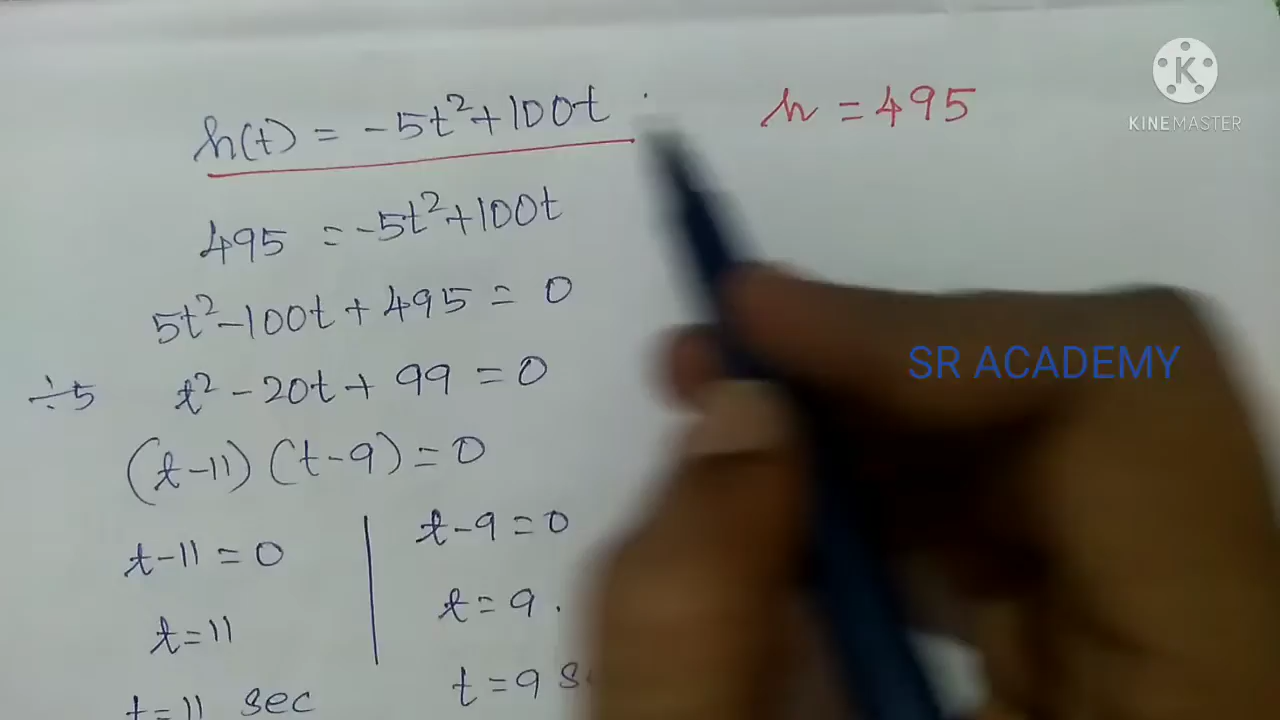 h(t) = -5t²+100t
h = 495
KINEMASTER
495 = -5t²+100t
5t²-100t+495 = 0
SR ACADEMY
÷5 t²-20t+99 = 0
(t-11)(t-9) = 0
t-11 = 0
t = 11
t = 11 sec
t-9 = 0
t = 9.
t = 9